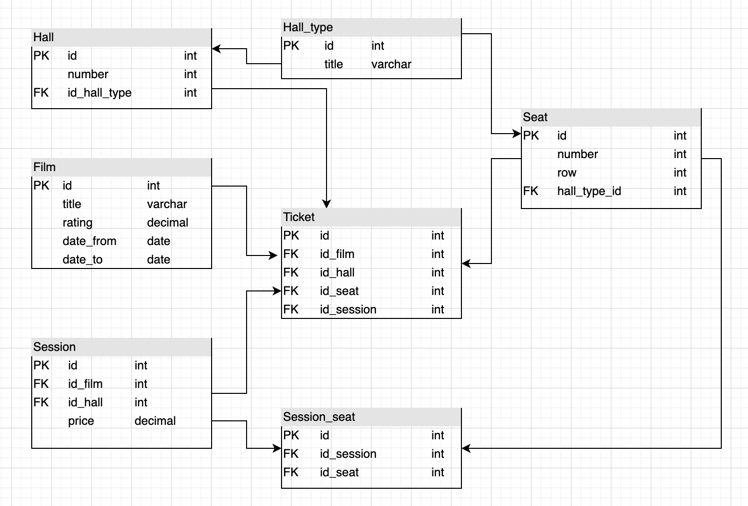 Hall
PK id int
number int
FK id_hall_type int
Hall_type
PK id int
title varchar
Seat
PK id int
number int
row int
FK hall_type_id int
Film
PK id int
title varchar
rating decimal
date_from date
date_to date
Ticket
PK id int
FK id_film int
FK id_hall int
FK id_seat int
FK id_session int
Session
PK id int
FK id_film int
FK id_hall int
price decimal
Session_seat
PK id int
FK id_session int
FK id_seat int